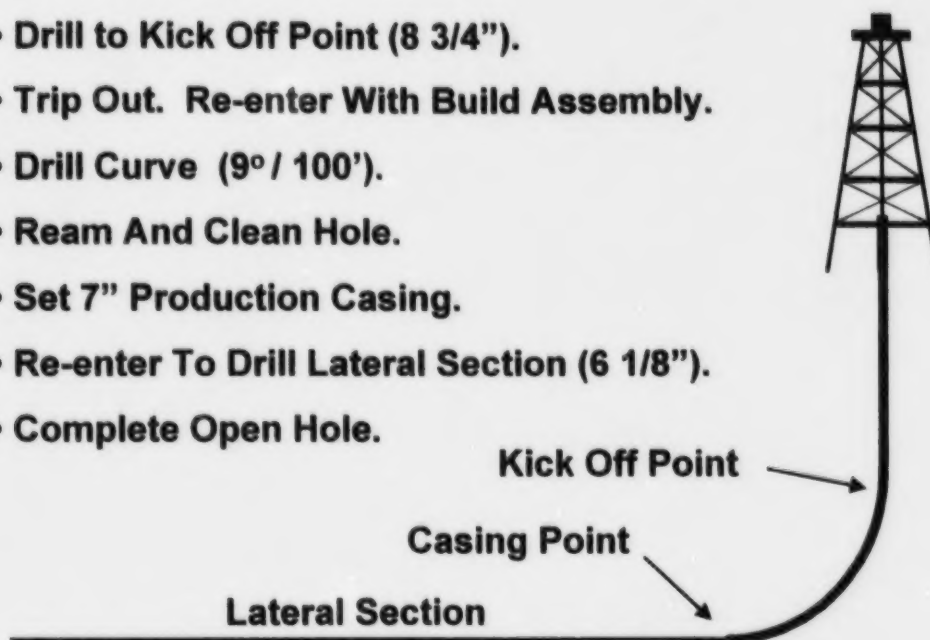 • Drill to Kick Off Point (8 3/4”).
• Trip Out. Re-enter With Build Assembly.
• Drill Curve (9º / 100’).
• Ream And Clean Hole.
• Set 7” Production Casing.
• Re-enter To Drill Lateral Section (6 1/8”).
• Complete Open Hole.
Kick Off Point
Casing Point
Lateral Section